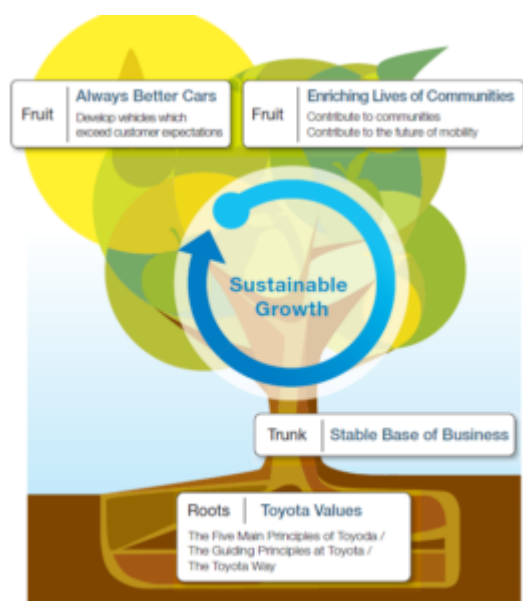 Fruit
Always Better Cars
Develop vehicles which
exceed customer expectations
Fruit
Enriching Lives of Communities
Contribute to communities
Contribute to the future of mobility
Sustainable
Growth
Trunk
Stable Base of Business
Roots
Toyota Values
The Five Main Principles of Toyoda /
The Guiding Principles at Toyota /
The Toyota Way